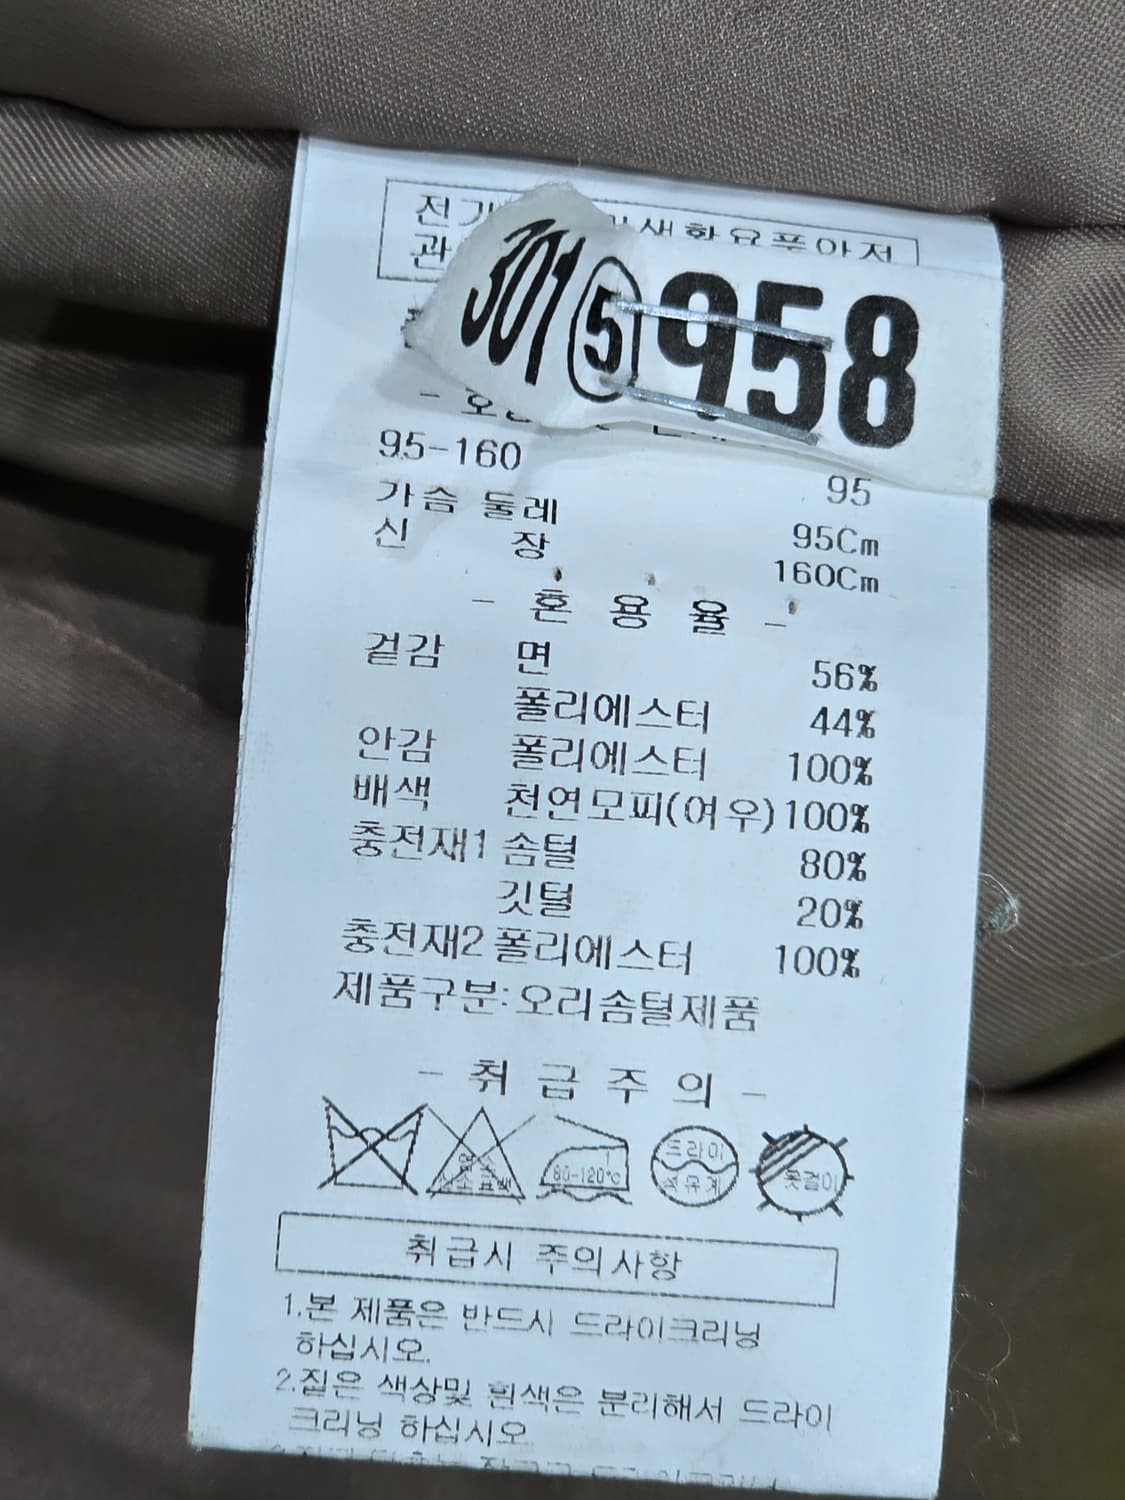 301 5 958
95-160 95
가슴 둘레 95Cm
신 장 160Cm
- 혼 용 율 -
겉감 면 56%
폴리에스터 44%
안감 폴리에스터 100%
배색 천연모피(여우)100%
충전재1 솜털 80%
깃털 20%
충전재2 폴리에스터 100%
제품구분:오리솜털제품
- 취 급 주 의 -
80-120℃ 드라이 석유계 옷걸이
취급시 주의사항
1.본 제품은 반드시 드라이크리닝
하십시오.
2.짙은 색상및 흰색은 분리해서 드라이
크리닝 하십시오